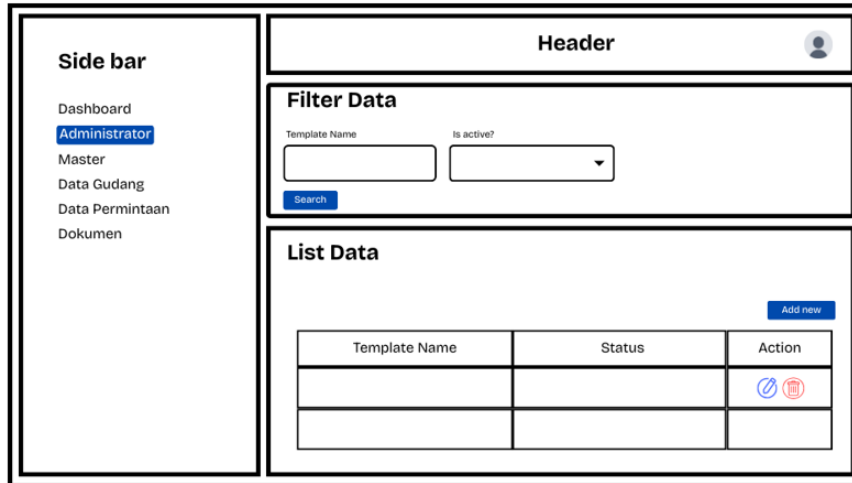 Side bar
Dashboard
Administrator
Master
Data Gudang
Data Permintaan
Dokumen
Header
Filter Data
Template Name
Is active?
Search
List Data
Add new
Template Name
Status
Action